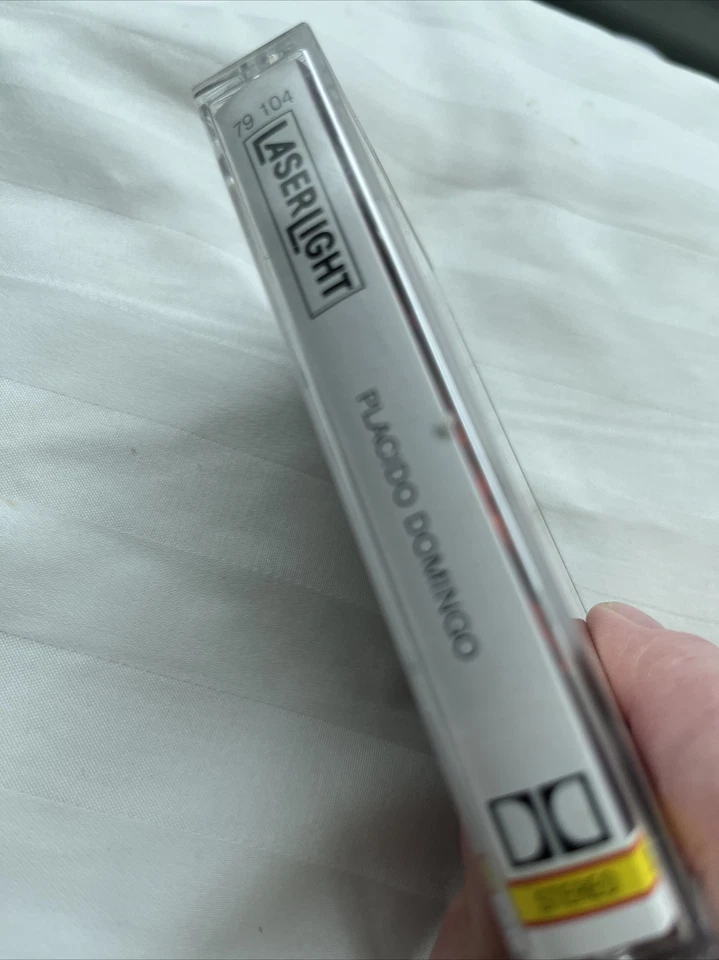 79 104
LASERLIGHT
PLACIDO DOMINGO
STEREO